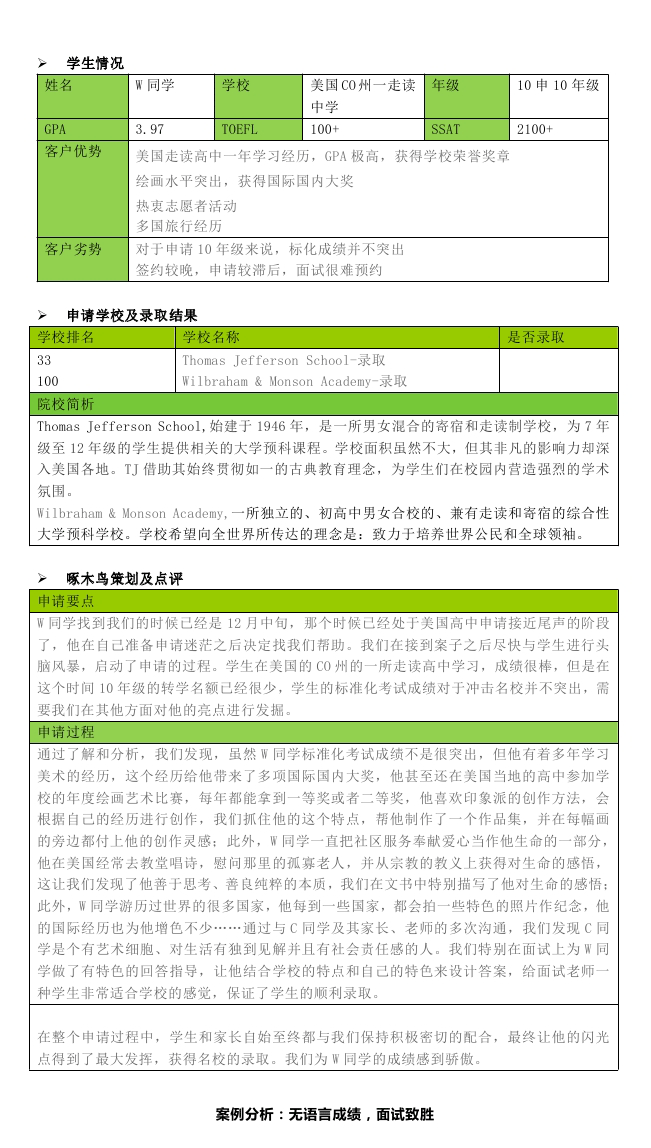 ➢ 学生情况
姓名 W 同学 学校 美国 CO 州一走读中学 年级 10 申 10 年级
GPA 3.97 TOEFL 100+ SSAT 2100+
客户优势 美国走读高中一年学习经历，GPA 极高，获得学校荣誉奖章
绘画水平突出，获得国际国内大奖
热衷志愿者活动
多国旅行经历
客户劣势 对于申请 10 年级来说，标化成绩并不突出
签约较晚，申请较滞后，面试很难预约
➢ 申请学校及录取结果
学校排名 学校名称 是否录取
33 Thomas Jefferson School-录取
100 Wilbraham & Monson Academy-录取
院校简析
Thomas Jefferson School,始建于 1946 年，是一所男女混合的寄宿和走读制学校，为 7 年
级至 12 年级的学生提供相关的大学预科课程。学校面积虽然不大，但其非凡的影响力却深
入美国各地。TJ 借助其始终贯彻如一的古典教育理念，为学生们在校园内营造强烈的学术
氛围。
Wilbraham & Monson Academy,一所独立的、初高中男女合校的、兼有走读和寄宿的综合性
大学预科学校。学校希望向全世界所传达的理念是：致力于培养世界公民和全球领袖。
➢ 啄木鸟策划及点评
申请要点
W 同学找到我们的时候已经是 12 月中旬，那个时候已经处于美国高中申请接近尾声的阶段
了，他在自己准备申请迷茫之后决定找我们帮助。我们在接到案子之后尽快与学生进行头
脑风暴，启动了申请的过程。学生在美国的 CO 州的一所走读高中学习，成绩很棒，但是在
这个时间 10 年级的转学名额已经很少，学生的标准化考试成绩对于冲击名校并不突出，需
要我们在其他方面对他的亮点进行发掘。
申请过程
通过了解和分析，我们发现，虽然 W 同学标准化考试成绩不是很突出，但他有着多年学习
美术的经历，这个经历给他带来了多项国际国内大奖，他甚至还在美国当地的高中参加学
校的年度绘画艺术比赛，每年都能拿到一等奖或者二等奖，他喜欢印象派的创作方法，会
根据自己的经历进行创作，我们抓住他的这个特点，帮他制作了一个作品集，并在每幅画
的旁边都付上他的创作灵感；此外，W 同学一直把社区服务奉献爱心当作他生命的一部分，
他在美国经常去教堂唱诗，慰问那里的孤寡老人，并从宗教的教义上获得对生命的感悟，
这让我们发现了他善于思考、善良纯粹的本质，我们在文书中特别描写了他对生命的感悟；
此外，W 同学游历过世界的很多国家，他每到一些国家，都会拍一些特色的照片作纪念，他
的国际经历也为他增色不少……通过与 C 同学及其家长、老师的多次沟通，我们发现 C 同
学是个有艺术细胞、对生活有独到见解并且有社会责任感的人。我们特别在面试上为 W 同
学做了有特色的回答指导，让他结合学校的特点和自己的特色来设计答案，给面试老师一
种学生非常适合学校的感觉，保证了学生的顺利录取。
在整个申请过程中，学生和家长自始至终都与我们保持积极密切的配合，最终让他的闪光
点得到了最大发挥，获得名校的录取。我们为 W 同学的成绩感到骄傲。
案例分析：无语言成绩，面试致胜